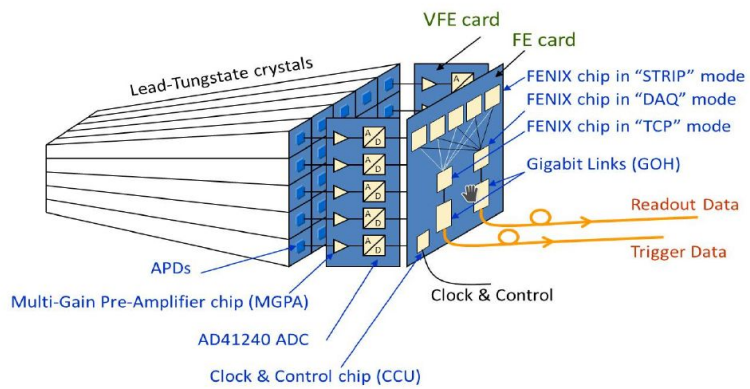 VFE card
FE card
Lead-Tungstate crystals
FENIX chip in “STRIP” mode
FENIX chip in “DAQ” mode
FENIX chip in “TCP” mode
Gigabit Links (GOH)
A
D
A
D
A
D
A
D
A
D
A
Readout Data
Trigger Data
APDs
Clock & Control
Multi-Gain Pre-Amplifier chip (MGPA)
AD41240 ADC
Clock & Control chip (CCU)